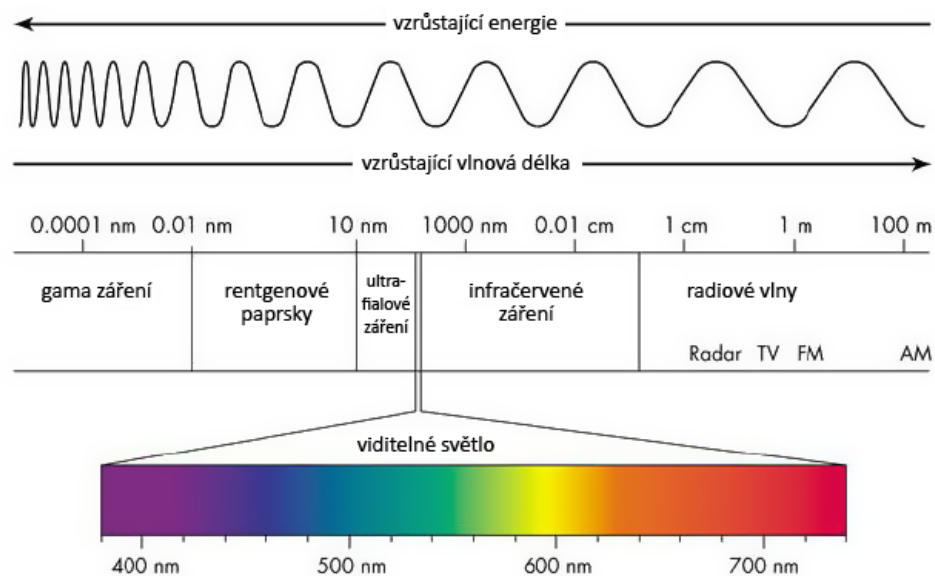 vzrůstající energie
vzrůstající vlnová délka
0.0001 nm 0.01 nm 10 nm 1000 nm 0.01 cm 1 cm 1 m 100 m
gama záření
rentgenové
paprsky
ultra-
fialové
záření
infračervené
záření
radiové vlny
Radar TV FM AM
viditelné světlo
400 nm 500 nm 600 nm 700 nm